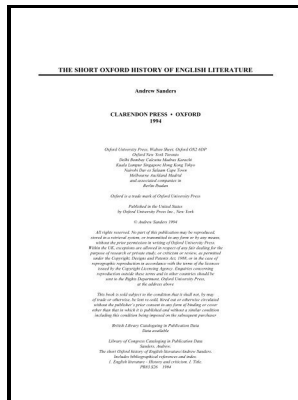 THE SHORT OXFORD HISTORY OF ENGLISH LITERATURE
Andrew Sanders
CLARENDON PRESS • OXFORD
1994
Oxford University Press, Walton Street, Oxford OX2 6DP
Oxford New York Toronto
Delhi Bombay Calcutta Madras Karachi
Kuala Lumpur Singapore Hong Kong Tokyo
Nairobi Dar es Salaam Cape Town
Melbourne Auckland Madrid
and associated companies in
Berlin Ibadan
Oxford is a trade mark of Oxford University Press
Published in the United States
by Oxford University Press Inc., New York
© Andrew Sanders 1994
All rights reserved. No part of this publication may be reproduced,
stored in a retrieval system, or transmitted, in any form or by any means,
without the prior permission in writing of Oxford University Press.
Within the UK, exceptions are allowed in respect of any fair dealing for the
purpose of research or private study, or criticism or review, as permitted
under the Copyright, Designs and Patents Act, 1988, or in the case of
reprographic reproduction in accordance with the terms of the licences
issued by the Copyright Licensing Agency. Enquiries concerning
reproduction outside these terms and in other countries should be
sent to the Rights Department, Oxford University Press,
at the address above
This book is sold subject to the condition that it shall not, by way
of trade or otherwise, be lent, re-sold, hired out or otherwise circulated
without the publisher's prior consent in any form of binding or cover
other than that in which it is published and without a similar condition
including this condition being imposed on the subsequent purchaser
British Library Cataloguing in Publication Data
Data available
Library of Congress Cataloging in Publication Data
Sanders, Andrew.
The short Oxford history of English literature/Andrew Sanders.
Includes bibliographical references and index.
1. English literature - History and criticism. I. Title.
PR83.S26 1994